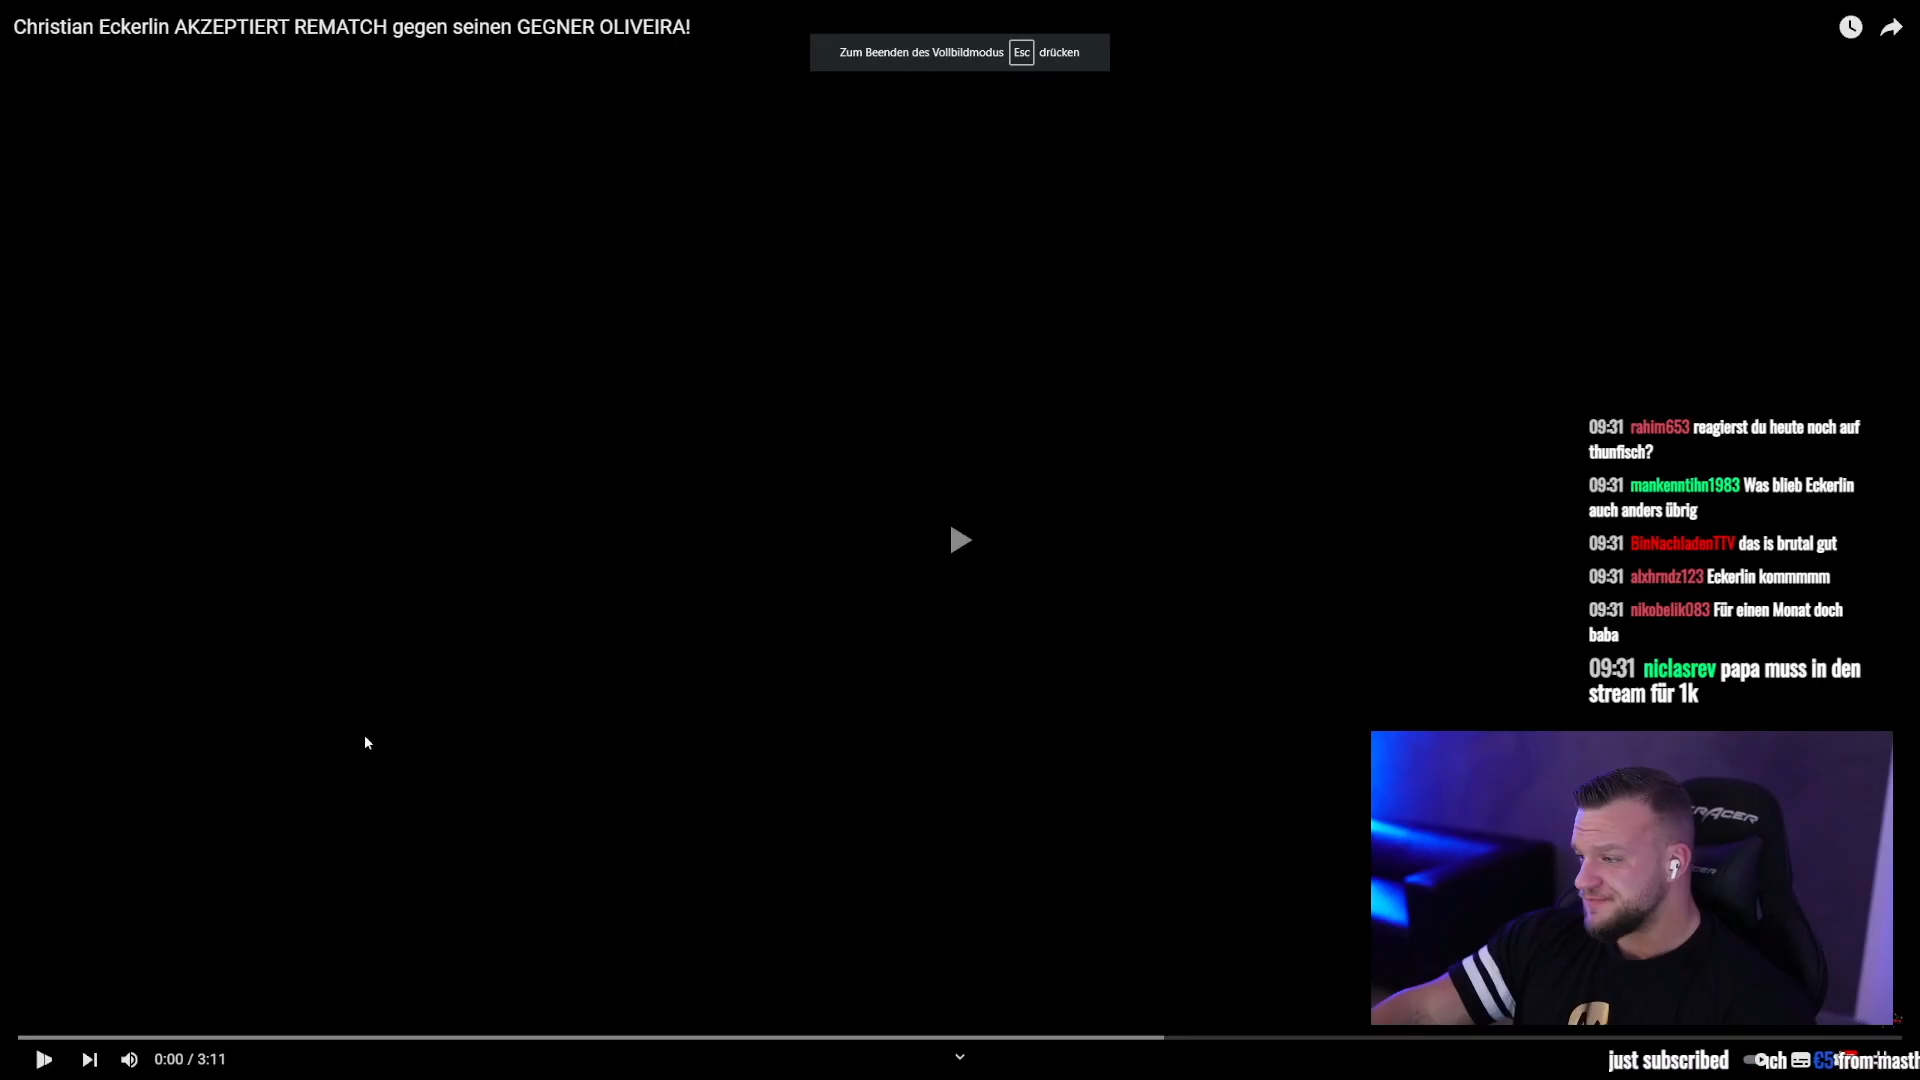 Christian Eckerlin AKZEPTIERT REMATCH gegen seinen GEGNER OLIVEIRA!
Zum Beenden des Vollbildmodus Esc drücken
09:31 rahim653 reagierst du heute noch auf
thunfisch?
09:31 mankenntihn1983 Was blieb Eckerlin
auch anders übrig
09:31 BinNachladenTTV das is brutal gut
09:31 alxhrndz123 Eckerlin kommmmm
09:31 nikobelik083 Für einen Monat doch
baba
09:31 niclasrev papa muss in den
stream für 1k
RACER
0:00 / 3:11
just subscribed
€5 from